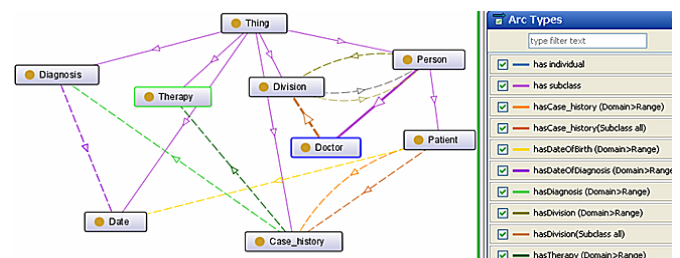 Thing
Person
Diagnosis
Therapy
Division
Doctor
Patient
Date
Case_history
Arc Types
type filter text
has individual
has subclass
hasCase_history (Domain>Range)
hasCase_history(Subclass all)
hasDateOfBirth (Domain>Range)
hasDateOfDiagnosis (Domain>Range)
hasDiagnosis (Domain>Range)
hasDivision (Domain>Range)
hasDivision(Subclass all)
hasTherapy (Domain>Range)